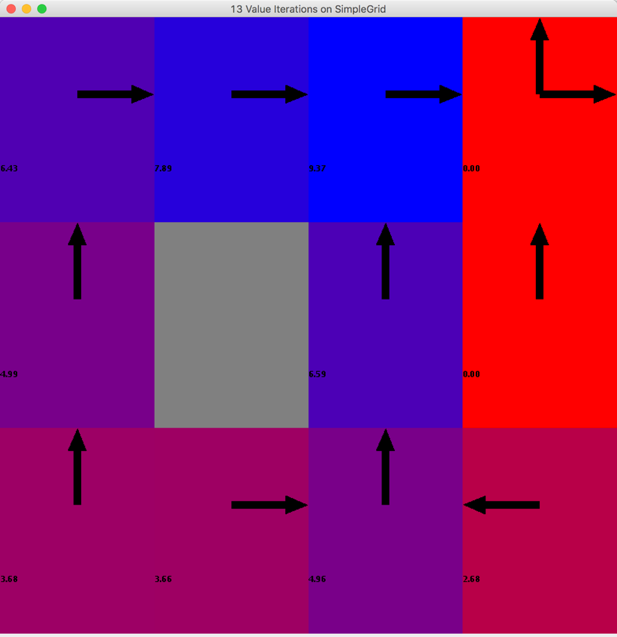 13 Value Iterations on SimpleGrid
6.43 7.89 9.37 0.00
4.99 6.59 0.00
3.68 3.66 4.96 2.68